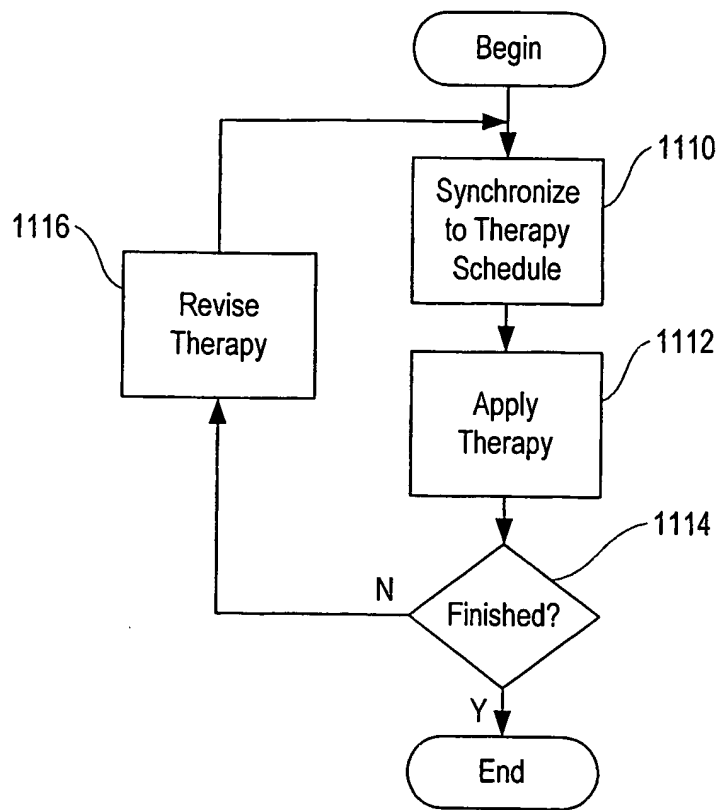 Begin
1110
Synchronize
to Therapy
Schedule
1116
Revise
Therapy
1112
Apply
Therapy
1114
N
Finished?
Y
End